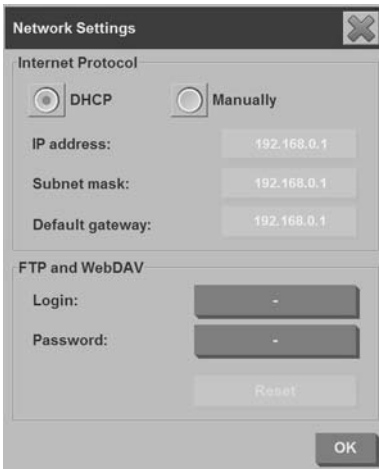 Network Settings
Internet Protocol
DHCP Manually
IP address: 192.168.0.1
Subnet mask: 192.168.0.1
Default gateway: 192.168.0.1
FTP and WebDAV
Login: -
Password: -
Reset
OK